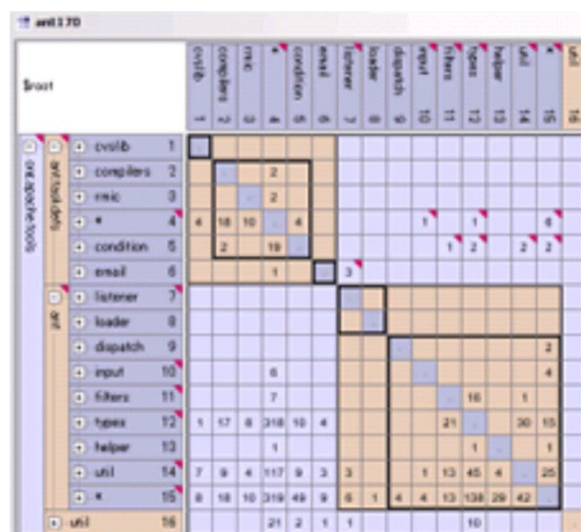 ant170
$root
cvslib compilers rmic * condition email listener loader dispatch input filters types helper util * util
1 2 3 4 5 6 7 8 9 10 11 12 13 14 15 16
org.apache.tools
ant.taskdefs
ant
cvslib 1 .
compilers 2 . 2
rmic 3 . 2
* 4 4 18 10 . 4 1 1 6
condition 5 2 19 . 1 2 2 2
email 6 1 . 3
listener 7 .
loader 8 .
dispatch 9 . 2
input 10 6 . 4
filters 11 7 . 16 1
types 12 1 17 8 318 10 4 21 . 30 15
helper 13 1 1 . 1
util 14 7 9 4 117 9 3 3 1 13 45 4 . 25
* 15 8 18 10 319 49 9 6 1 4 4 13 138 29 42 .
util 16 21 2 1 1 10